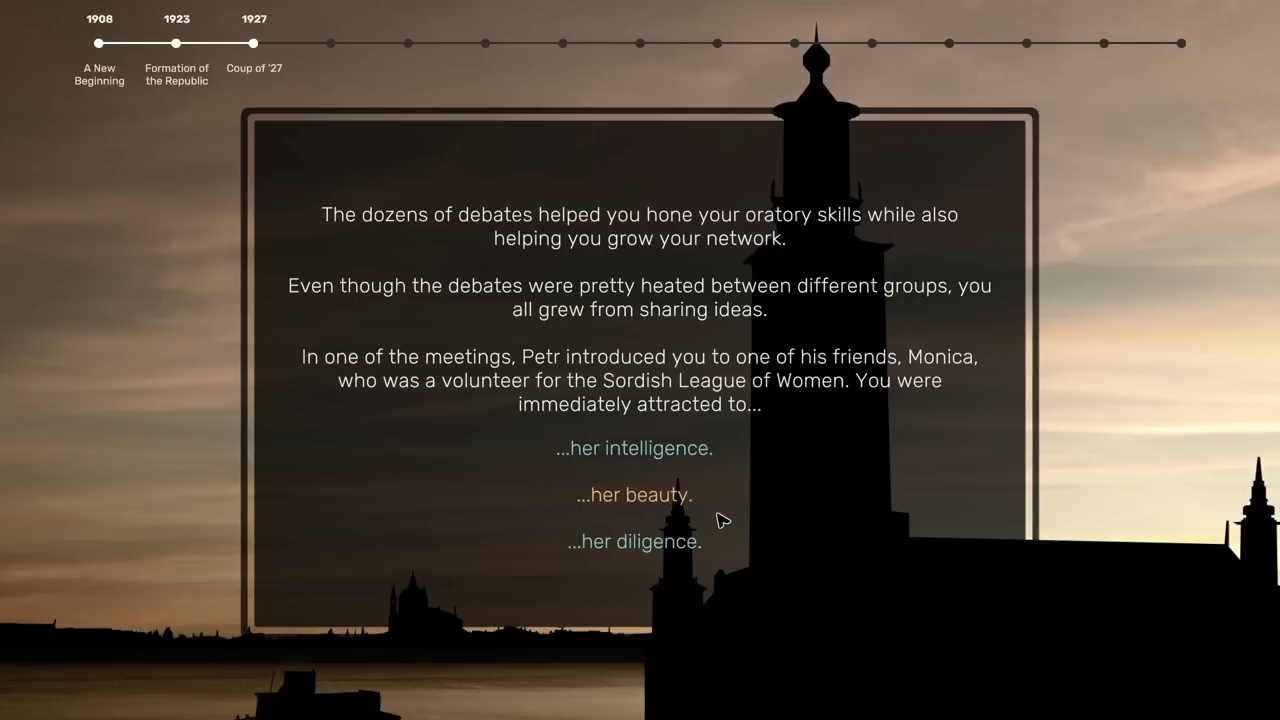 1908
1923
1927
A New
Beginning
Formation of
the Republic
Coup of '27
The dozens of debates helped you hone your oratory skills while also
helping you grow your network.
Even though the debates were pretty heated between different groups, you
all grew from sharing ideas.
In one of the meetings, Petr introduced you to one of his friends, Monica,
who was a volunteer for the Sordish League of Women. You were
immediately attracted to...
...her intelligence.
...her beauty.
...her diligence.